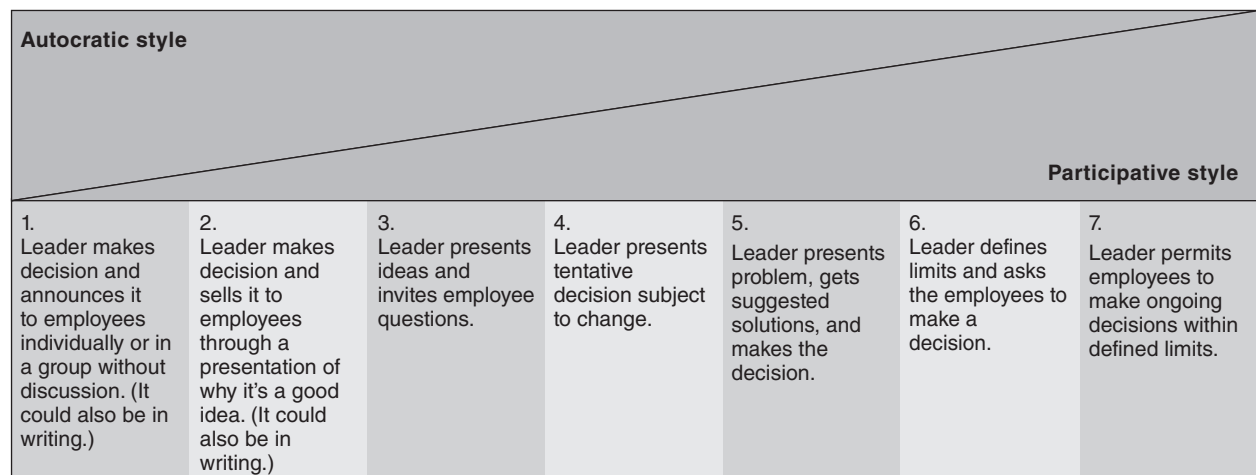 Autocratic style
Participative style
1.
Leader makes
decision and
announces it
to employees
individually or in
a group without
discussion. (It
could also be in
writing.)
2.
Leader makes
decision and
sells it to
employees
through a
presentation of
why it's a good
idea. (It could
also be in
writing.)
3.
Leader presents
ideas and
invites employee
questions.
4.
Leader presents
tentative
decision subject
to change.
5.
Leader presents
problem, gets
suggested
solutions, and
makes the
decision.
6.
Leader defines
limits and asks
the employees to
make a
decision.
7.
Leader permits
employees to
make ongoing
decisions within
defined limits.